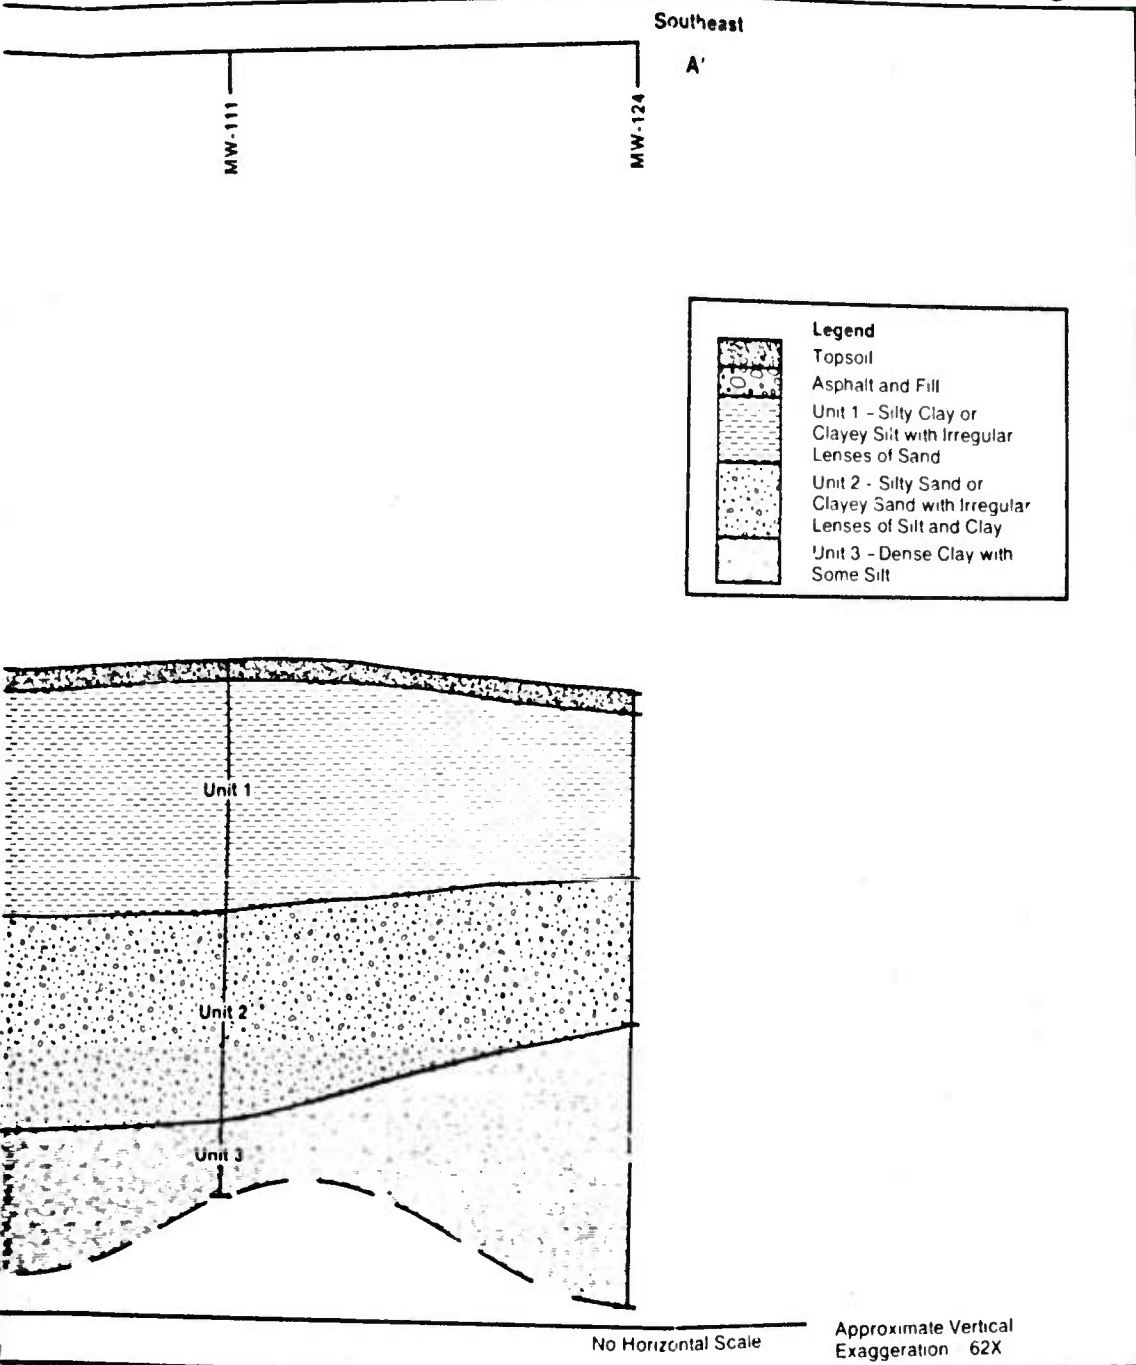 Southeast
A'
MW-111
MW-124
Legend
Topsoil
Asphalt and Fill
Unit 1 - Silty Clay or
Clayey Silt with Irregular
Lenses of Sand
Unit 2 - Silty Sand or
Clayey Sand with Irregular
Lenses of Silt and Clay
Unit 3 - Dense Clay with
Some Silt
Unit 1
Unit 2
Unit 3
No Horizontal Scale
Approximate Vertical
Exaggeration 62X